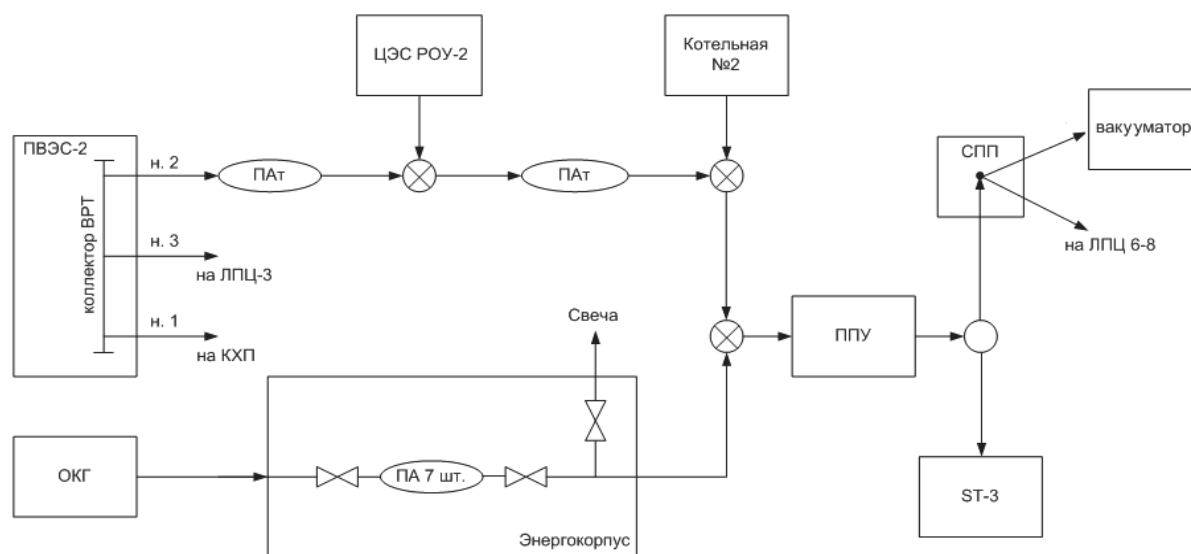 ЦЭС РОУ-2
Котельная
№2
ПВЭС-2
коллектор ВРТ
н. 2
ПАт
ПАт
СПП
вакууматор
н. 3
на ЛПЦ-3
на ЛПЦ 6-8
н. 1
на КХП
Свеча
ППУ
ОКГ
ПА 7 шт.
Энергокорпус
ST-3